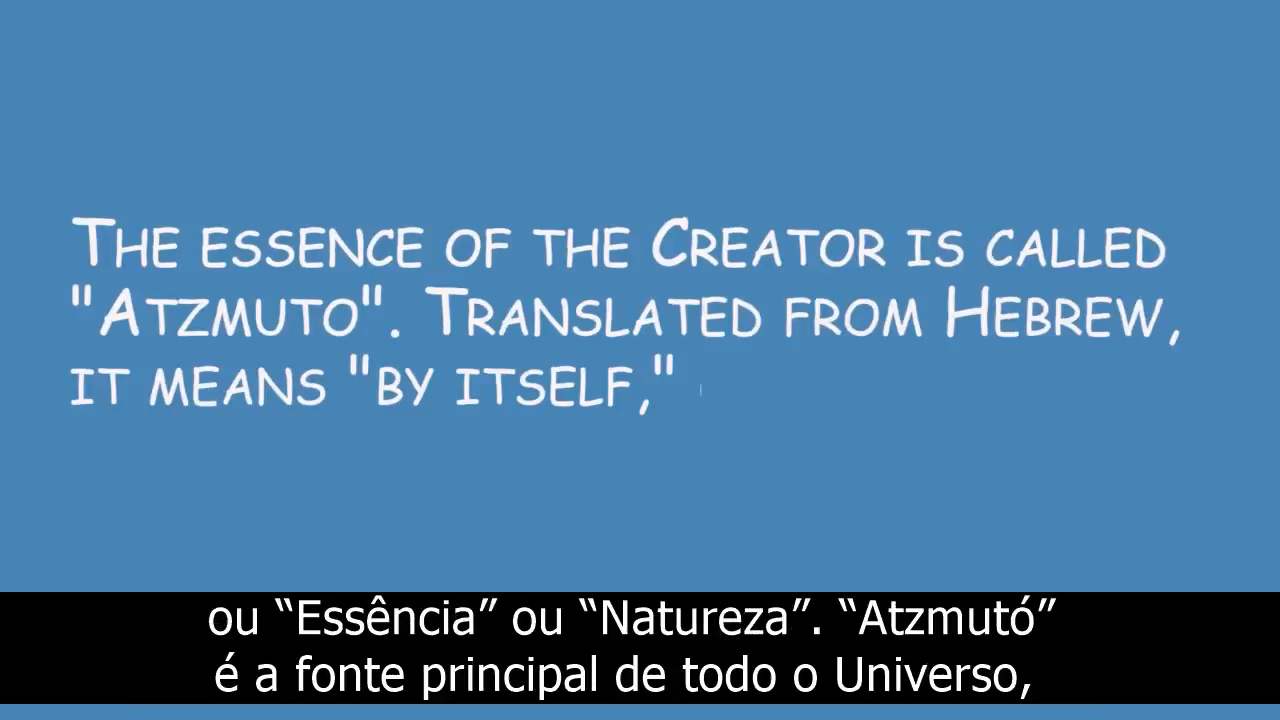 The essence of the Creator is called
"Atzmuto". Translated from Hebrew,
it means "by itself,"
ou “Essência” ou “Natureza”. “Atzmutó”
é a fonte principal de todo o Universo,